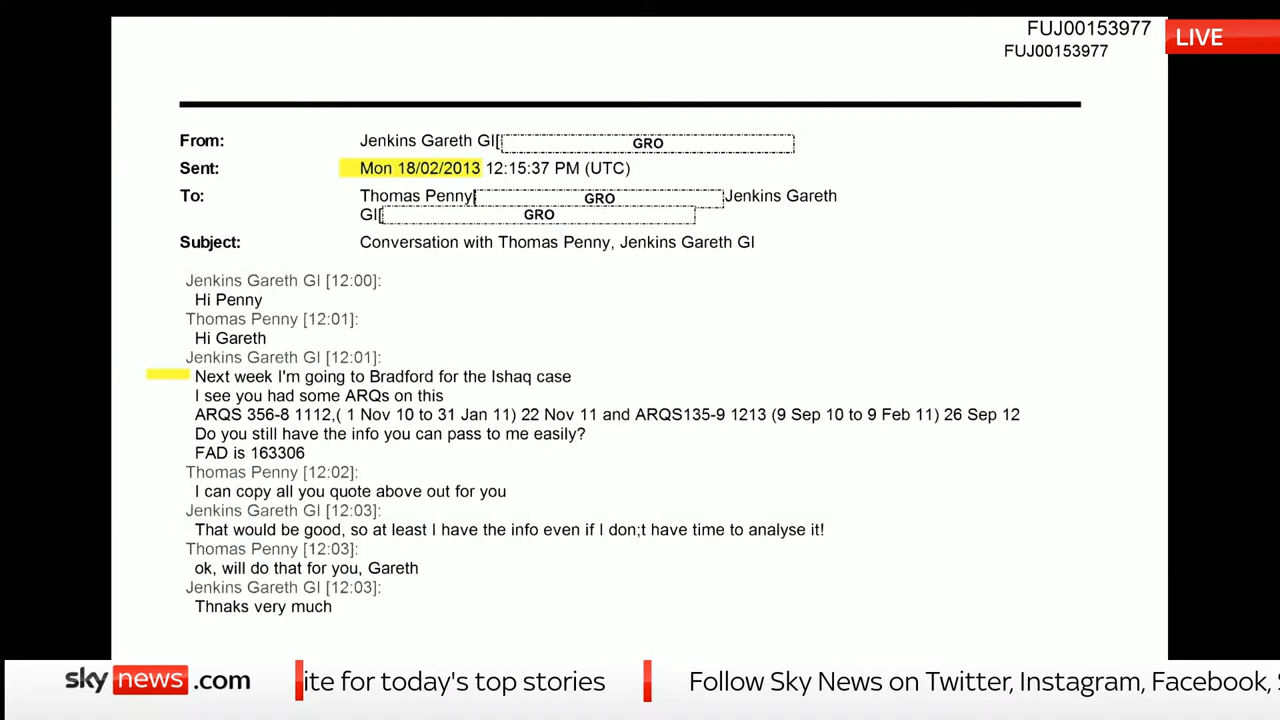 FUJ00153977
FUJ00153977
LIVE
From: Jenkins Gareth GI[ GRO
Sent: Mon 18/02/2013 12:15:37 PM (UTC)
To: Thomas Penny[ GRO Jenkins Gareth
GI[ GRO
Subject: Conversation with Thomas Penny, Jenkins Gareth GI
Jenkins Gareth GI [12:00]:
Hi Penny
Thomas Penny [12:01]:
Hi Gareth
Jenkins Gareth GI [12:01]:
Next week I'm going to Bradford for the Ishaq case
I see you had some ARQs on this
ARQS 356-8 1112,( 1 Nov 10 to 31 Jan 11) 22 Nov 11 and ARQS135-9 1213 (9 Sep 10 to 9 Feb 11) 26 Sep 12
Do you still have the info you can pass to me easily?
FAD is 163306
Thomas Penny [12:02]:
I can copy all you quote above out for you
Jenkins Gareth GI [12:03]:
That would be good, so at least I have the info even if I don;t have time to analyse it!
Thomas Penny [12:03]:
ok, will do that for you, Gareth
Jenkins Gareth GI [12:03]:
Thnaks very much
sky news .com ite for today's top stories Follow Sky News on Twitter, Instagram, Facebook, S